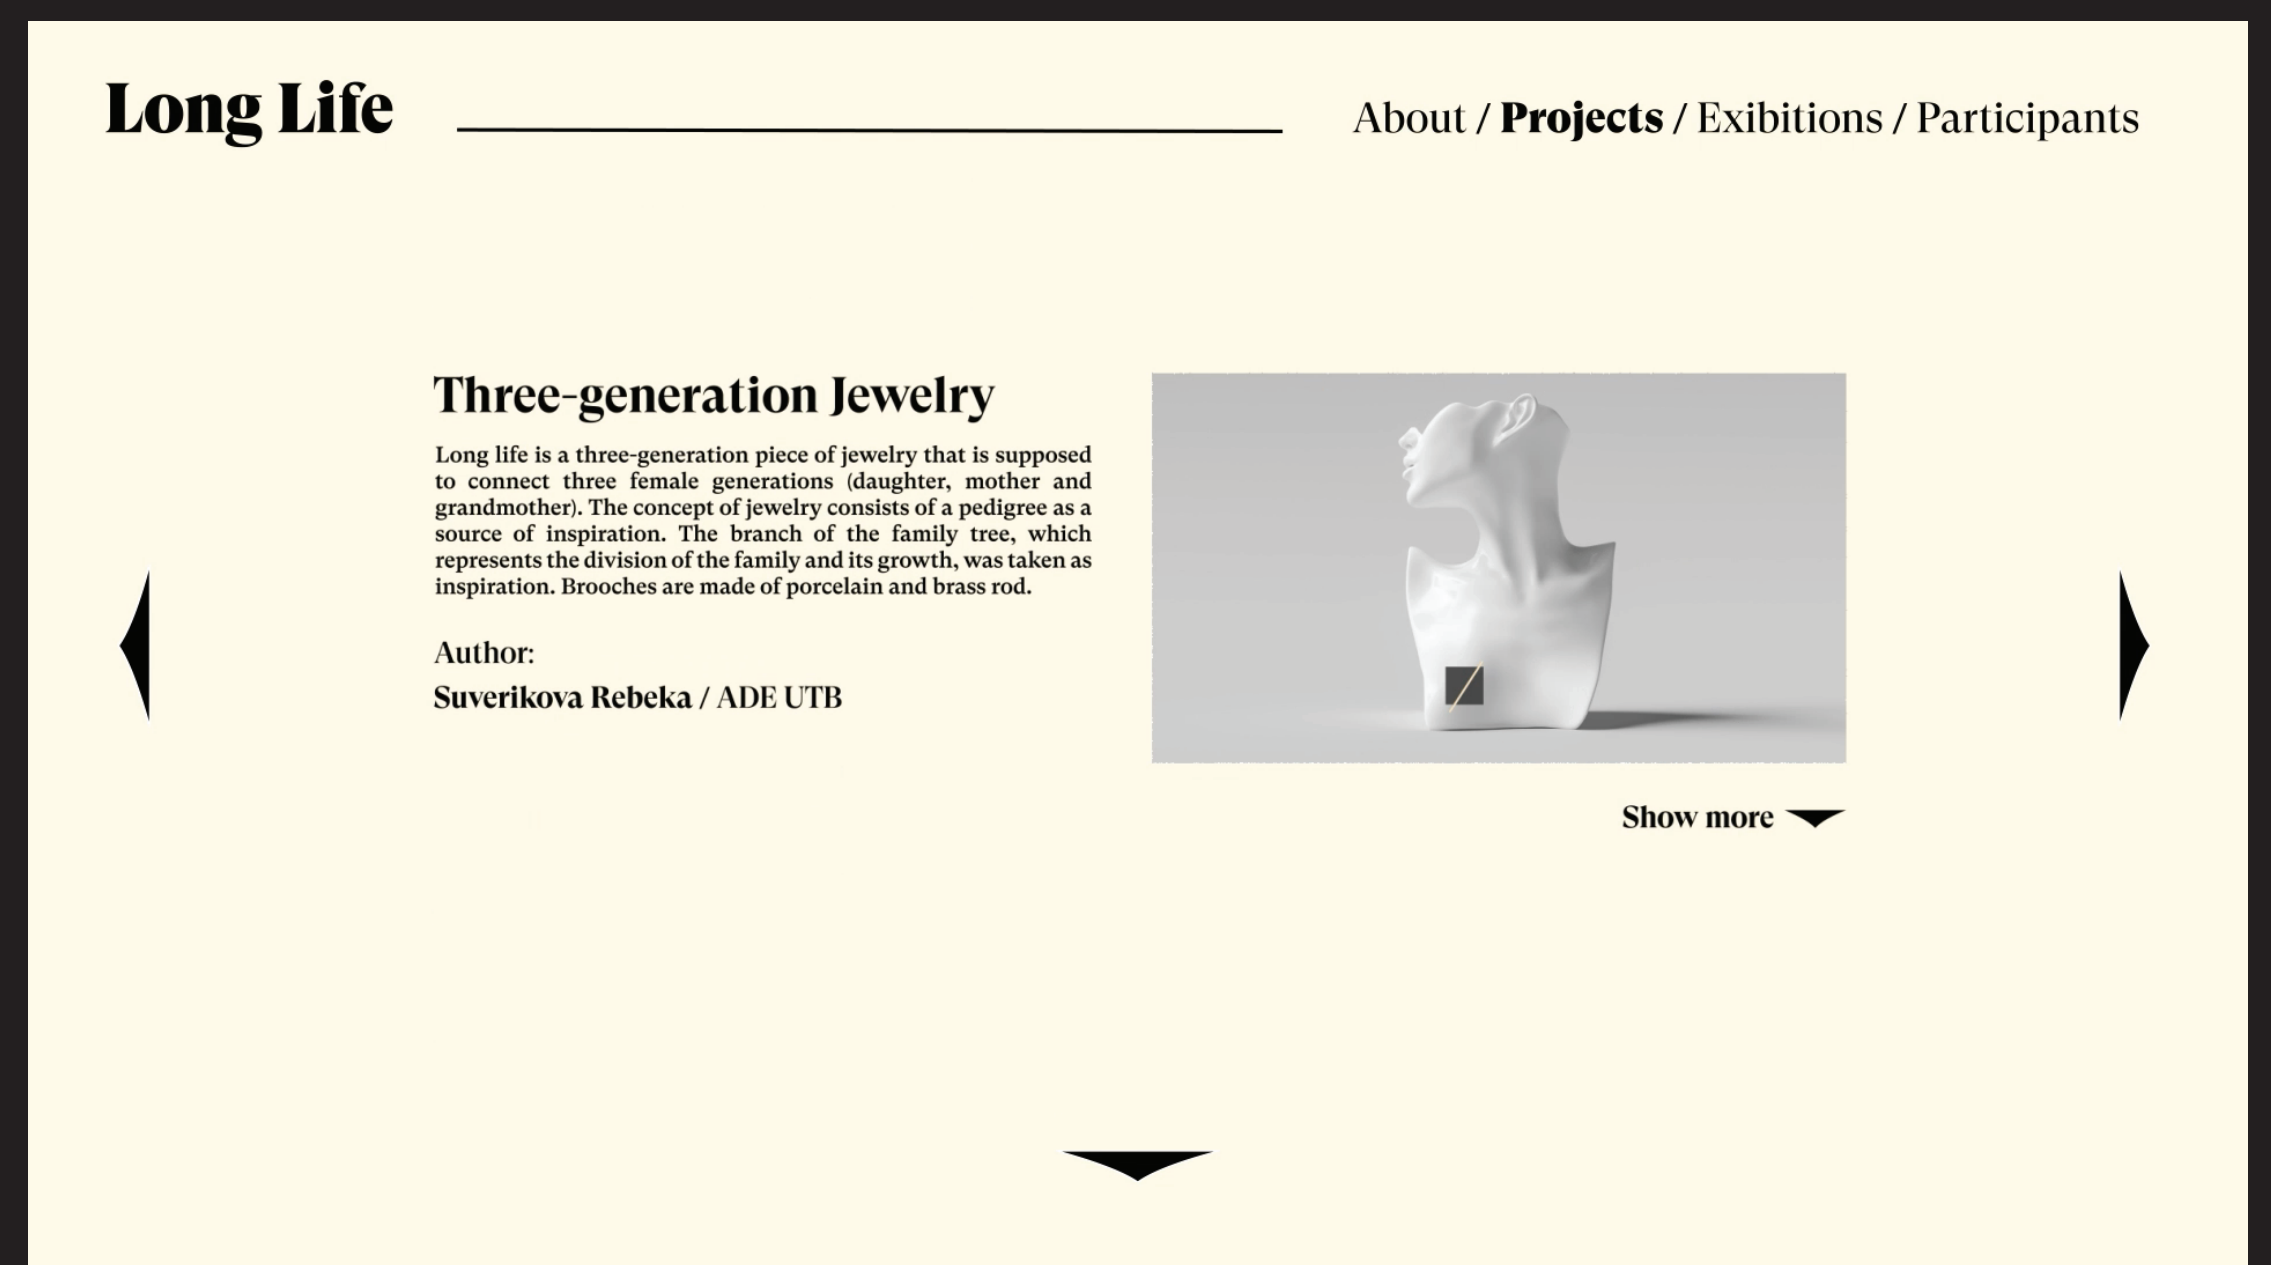 Long Life
About / Projects / Exibitions / Participants
Three-generation Jewelry
Long life is a three-generation piece of jewelry that is supposed
to connect three female generations (daughter, mother and
grandmother). The concept of jewelry consists of a pedigree as a
source of inspiration. The branch of the family tree, which
represents the division of the family and its growth, was taken as
inspiration. Brooches are made of porcelain and brass rod.
Author:
Suverikova Rebeka / ADE UTB
Show more